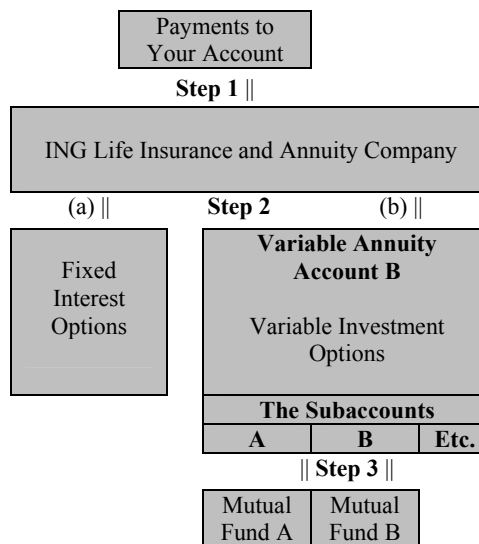 Payments to
Your Account
Step 1 ||
ING Life Insurance and Annuity Company
(a) || Step 2 (b) ||
Fixed
Interest
Options
Variable Annuity
Account B
Variable Investment
Options
The Subaccounts
A B Etc.
|| Step 3 ||
Mutual
Fund A
Mutual
Fund B